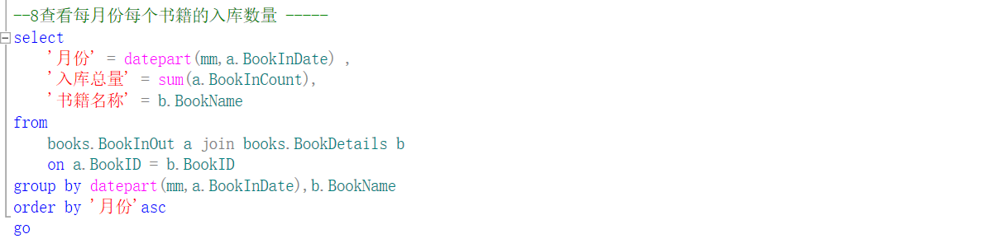 --8查看每月份每个书籍的入库数量 -----
select
    '月份' = datepart(mm,a.BookInDate) ,
    '入库总量' = sum(a.BookInCount),
    '书籍名称' = b.BookName
from
    books.BookInOut a join books.BookDetails b
    on a.BookID = b.BookID
group by datepart(mm,a.BookInDate),b.BookName
order by '月份'asc
go